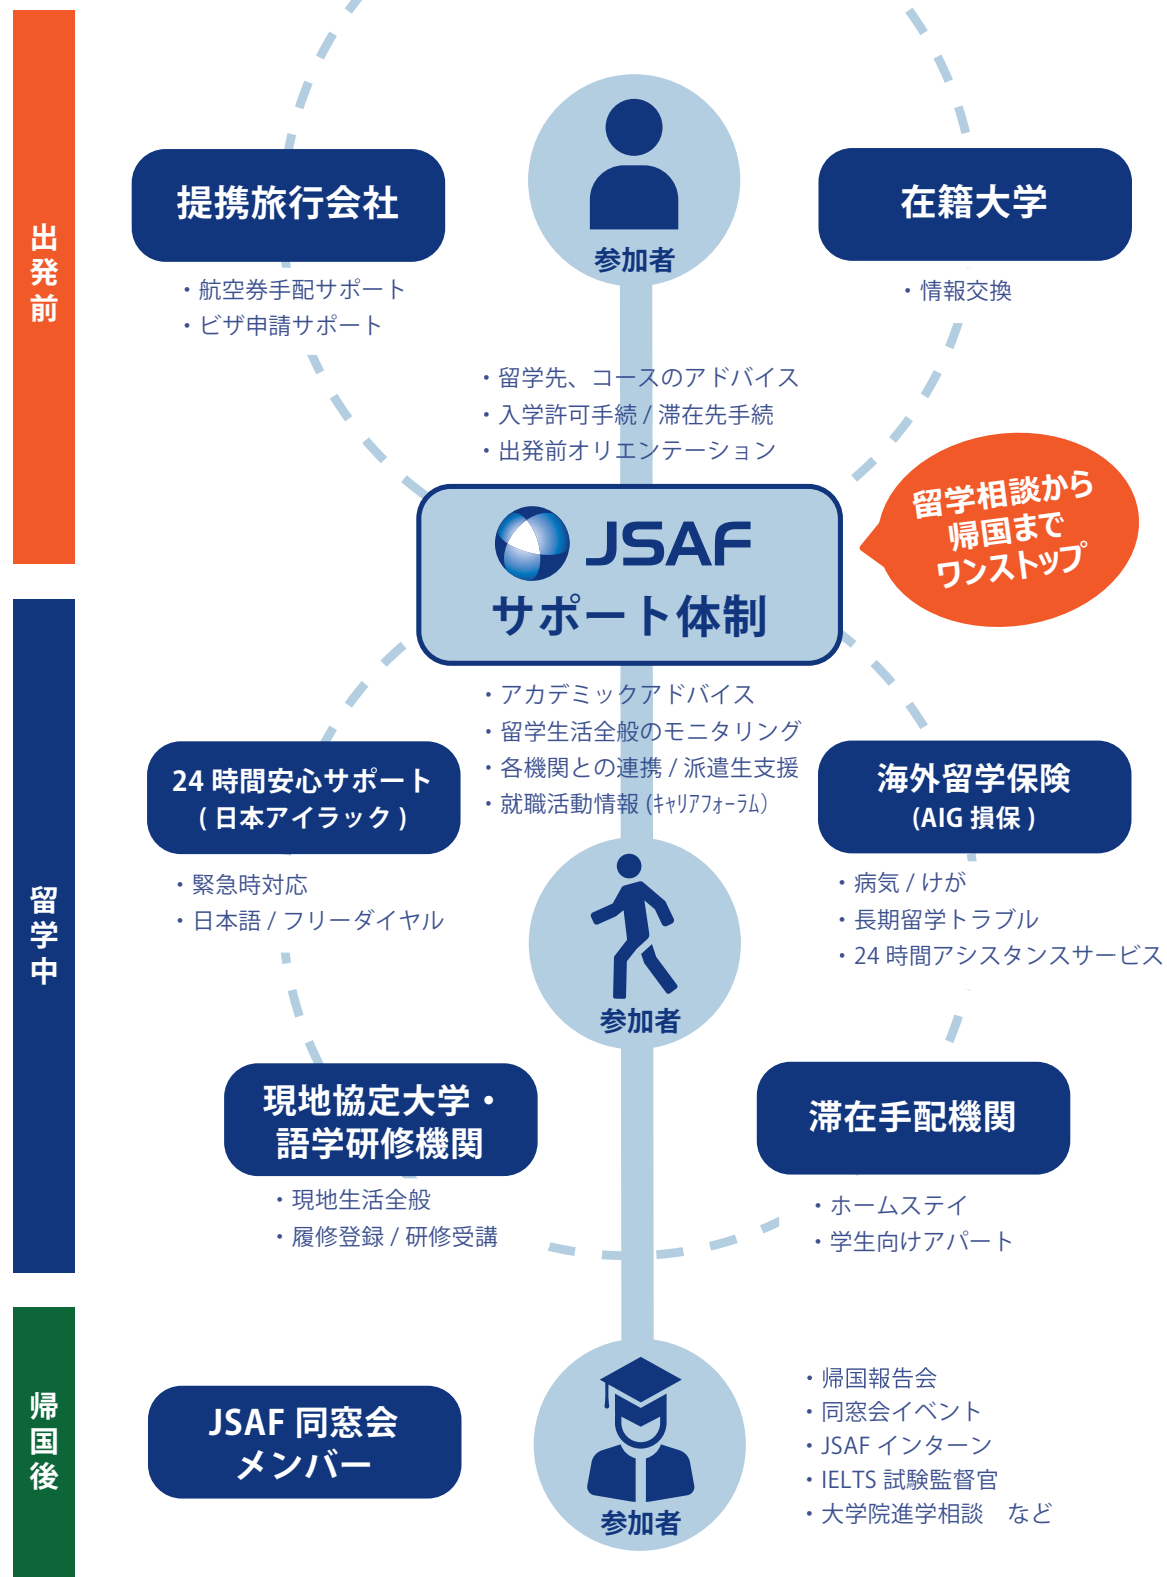 出発前
提携旅行会社
・航空券手配サポート
・ビザ申請サポート
参加者
在籍大学
・情報交換
・留学先、コースのアドバイス
・入学許可手続 / 滞在先手続
・出発前オリエンテーション
留学相談から
帰国まで
ワンストップ
JSAF
サポート体制
留学中
・アカデミックアドバイス
・留学生活全般のモニタリング
・各機関との連携 / 派遣生支援
・就職活動情報 (ｷｬﾘｱﾌｫｰﾗﾑ)
24 時間安心サポート
( 日本アイラック )
・緊急時対応
・日本語 / フリーダイヤル
海外留学保険
(AIG 損保 )
・病気 / けが
・長期留学トラブル
・24 時間アシスタンスサービス
参加者
現地協定大学・
語学研修機関
・現地生活全般
・履修登録 / 研修受講
滞在手配機関
・ホームステイ
・学生向けアパート
帰国後
JSAF 同窓会
メンバー
参加者
・帰国報告会
・同窓会イベント
・JSAF インターン
・IELTS 試験監督官
・大学院進学相談　など